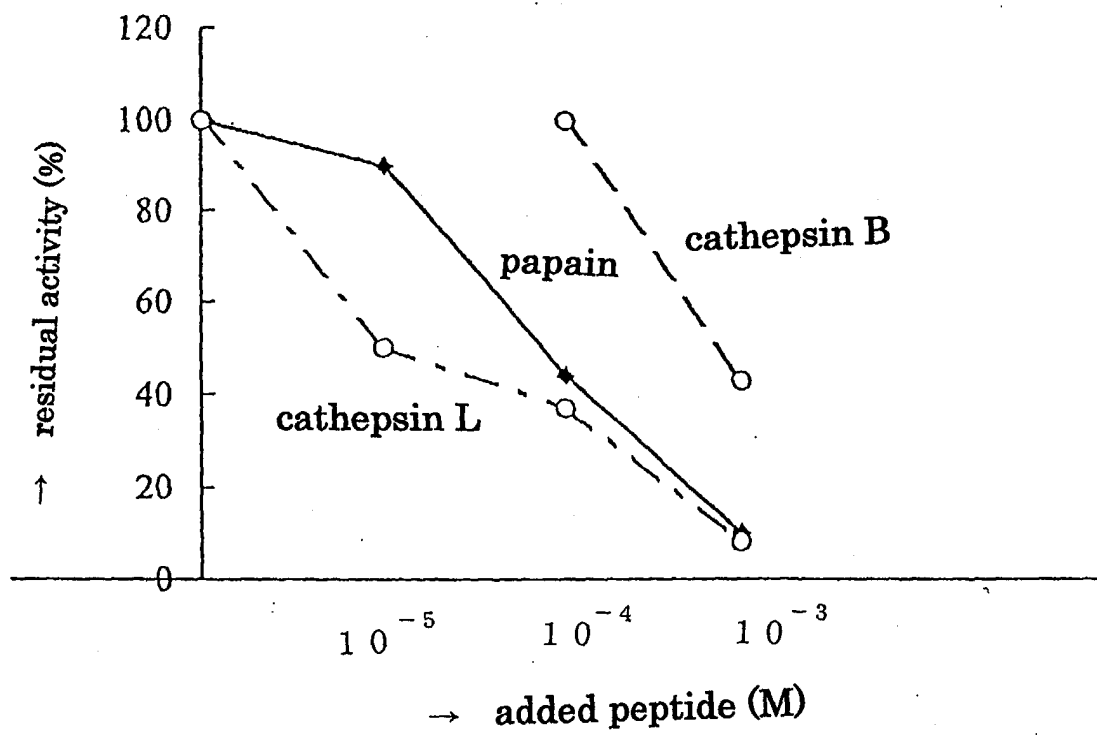 120
100
80
60
40
20
0
→ residual activity (%)
papain
cathepsin B
cathepsin L
10⁻⁵
10⁻⁴
10⁻³
→ added peptide (M)